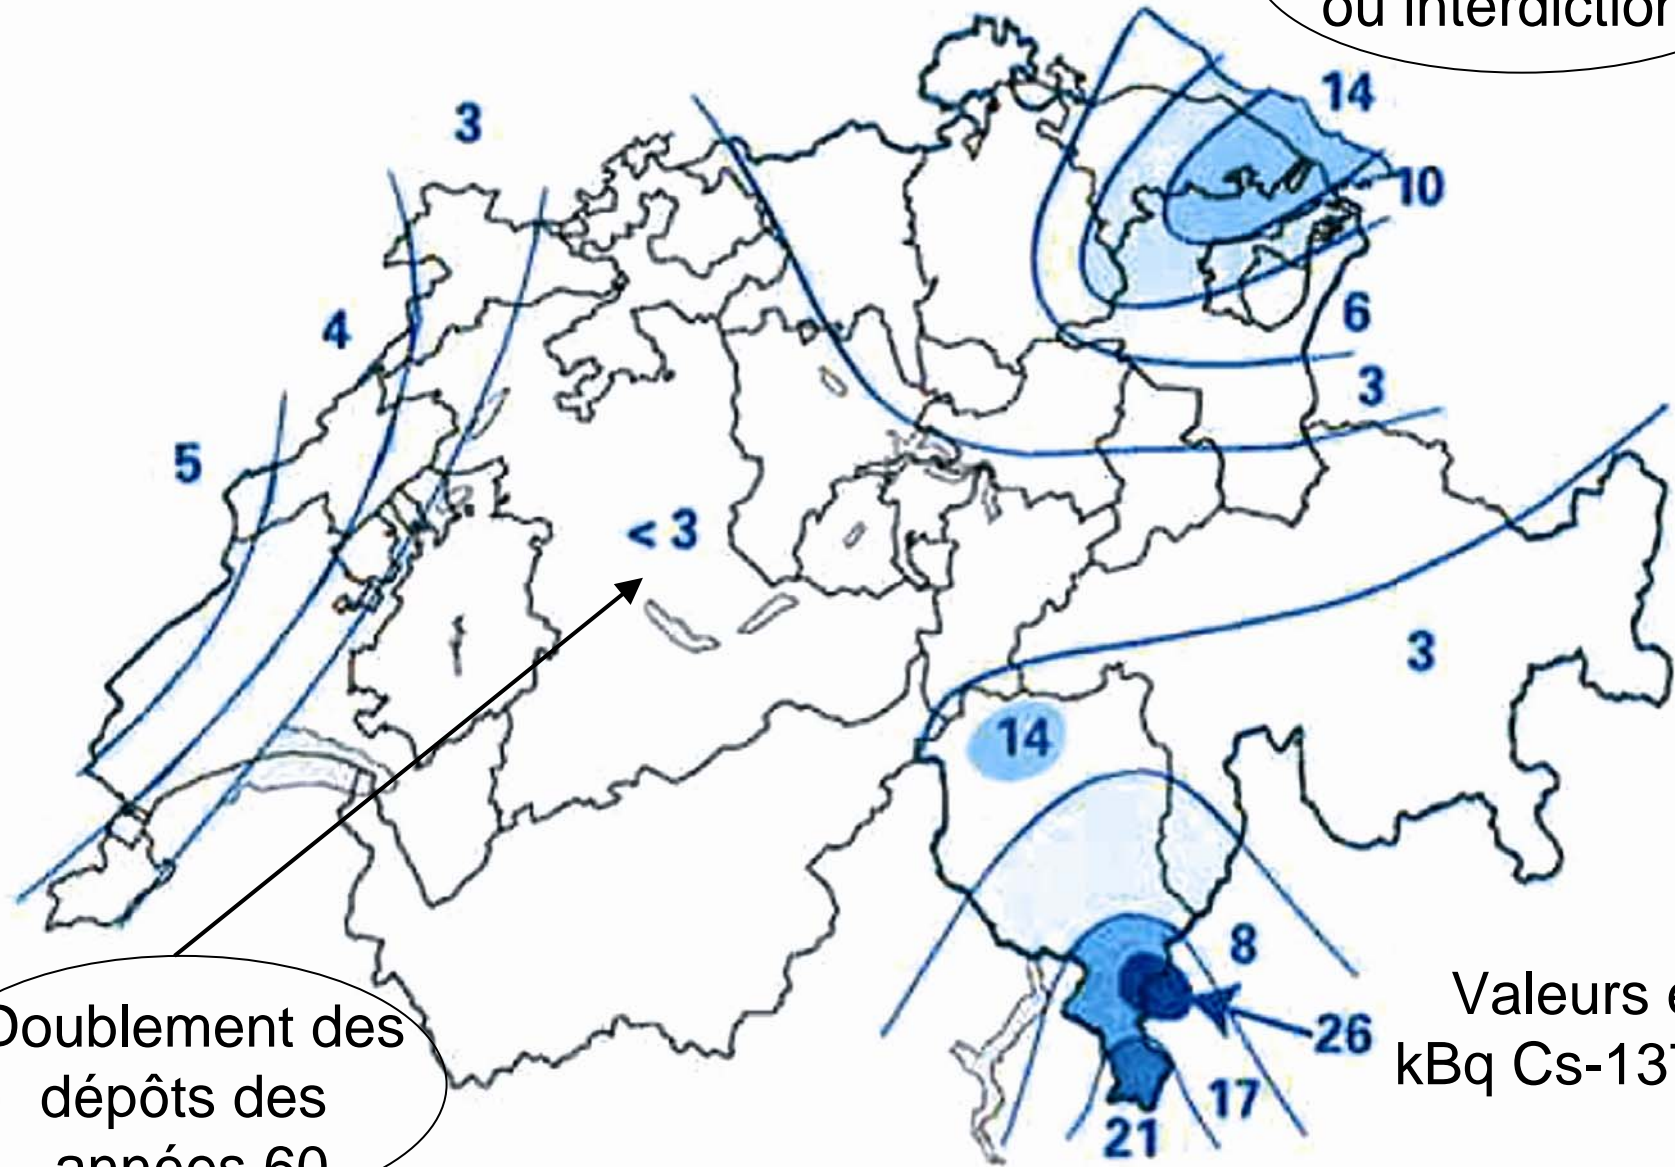 ou interdiction
14
3
10
4
6
3
5
< 3
3
14
8
Valeurs
26
kBq Cs-137
17
21
Doublement des
dépôts des
années 60